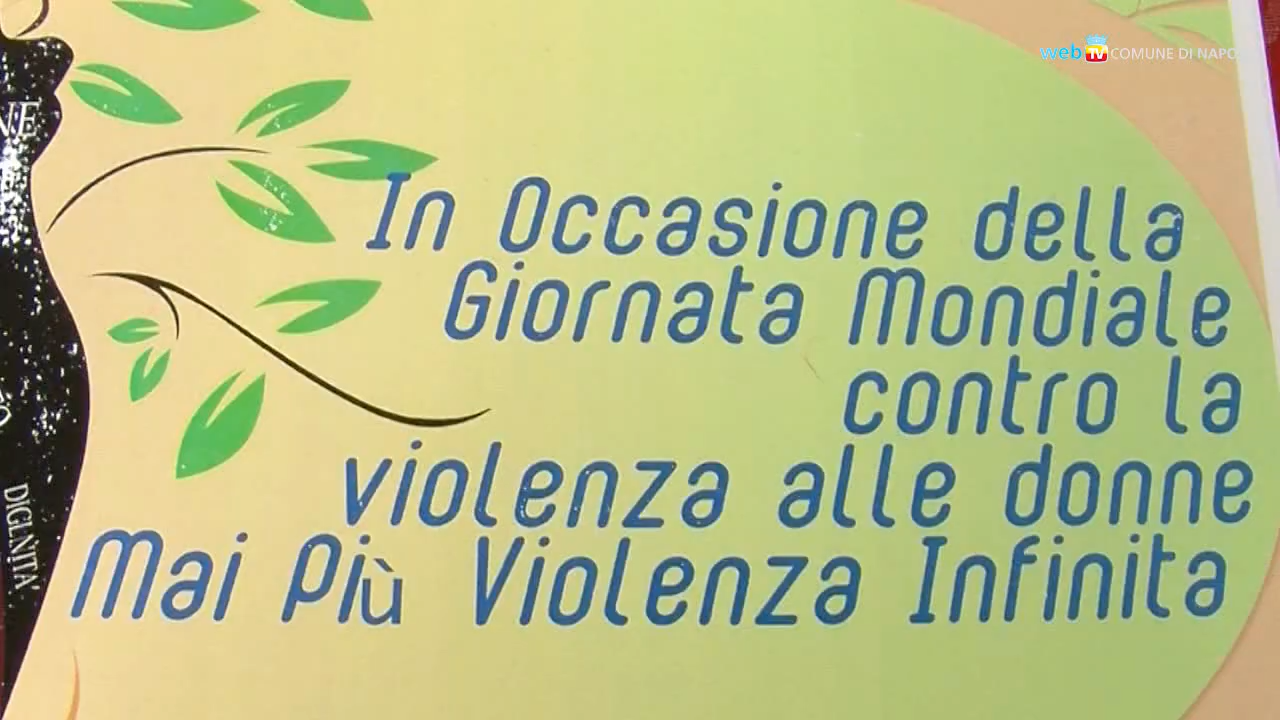 web TV COMUNE DI NAPO
In Occasione della
Giornata Mondiale
contro la
violenza alle donne
Mai Più Violenza Infinita
DIGNITA'